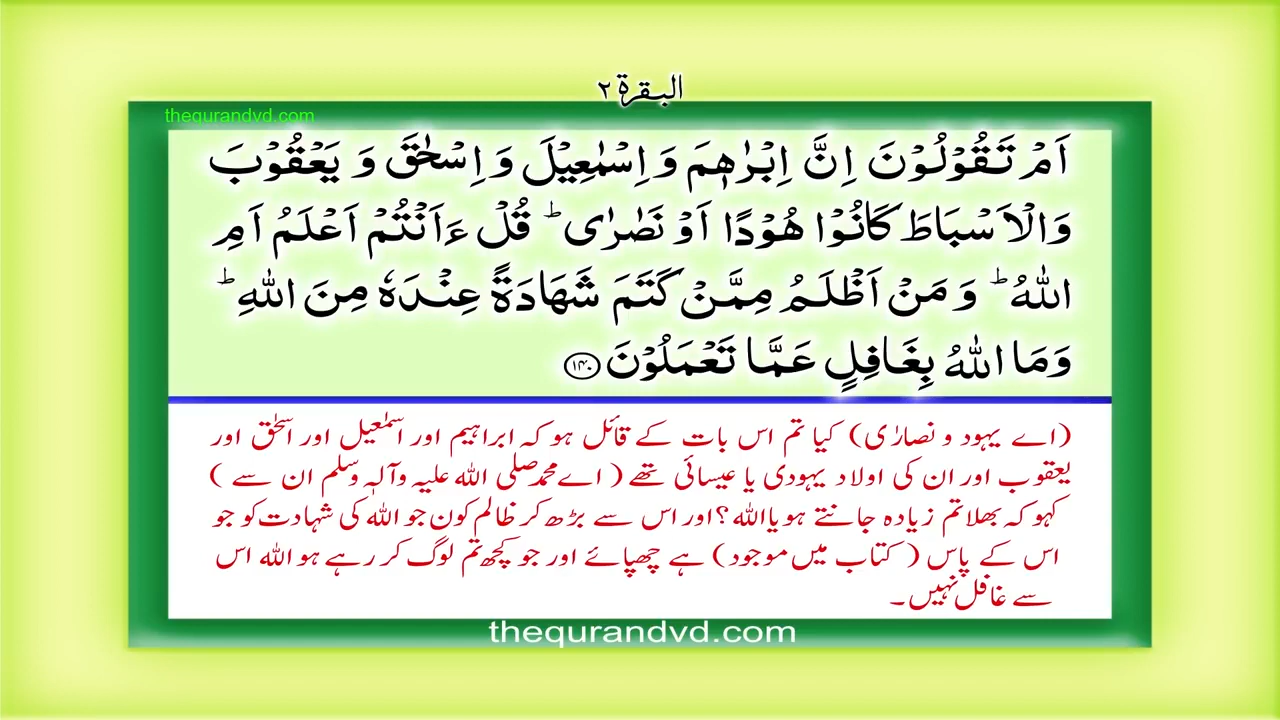 البقرة ٢
thequrandvd.com
اَمْ تَقُوْلُوْنَ اِنَّ اِبْرٰهٖمَ وَاِسْمٰعِيْلَ وَاِسْحٰقَ وَ يَعْقُوْبَ
وَالْاَسْبَاطَ كَانُوْا هُوْدًا اَوْ نَصٰرٰى ؕ قُلْ ءَاَنْتُمْ اَعْلَمُ اَمِ
اللّٰهُ ؕ وَ مَنْ اَظْلَمُ مِمَّنْ كَتَمَ شَهَادَةً عِنْدَهٗ مِنَ اللّٰهِ ؕ
وَمَا اللّٰهُ بِغَافِلٍ عَمَّا تَعْمَلُوْنَ ۝۱۴۰
(اے یہود و نصاریٰ) کیا تم اس بات کے قائل ہو کہ ابراہیم اور اسمٰعیل اور اسحٰق اور
یعقوب اور ان کی اولاد یہودی یا عیسائی تھے (اے محمد صلی اللہ علیہ وآلہٖ وسلم ان سے)
کہو کہ بھلا تم زیادہ جانتے ہو یا اللہ؟ اور اس سے بڑھ کر ظالم کون جو اللہ کی شہادت کو جو
اس کے پاس (کتاب میں موجود) ہے چھپائے اور جو کچھ تم لوگ کر رہے ہو اللہ اس
سے غافل نہیں۔
thequrandvd.com